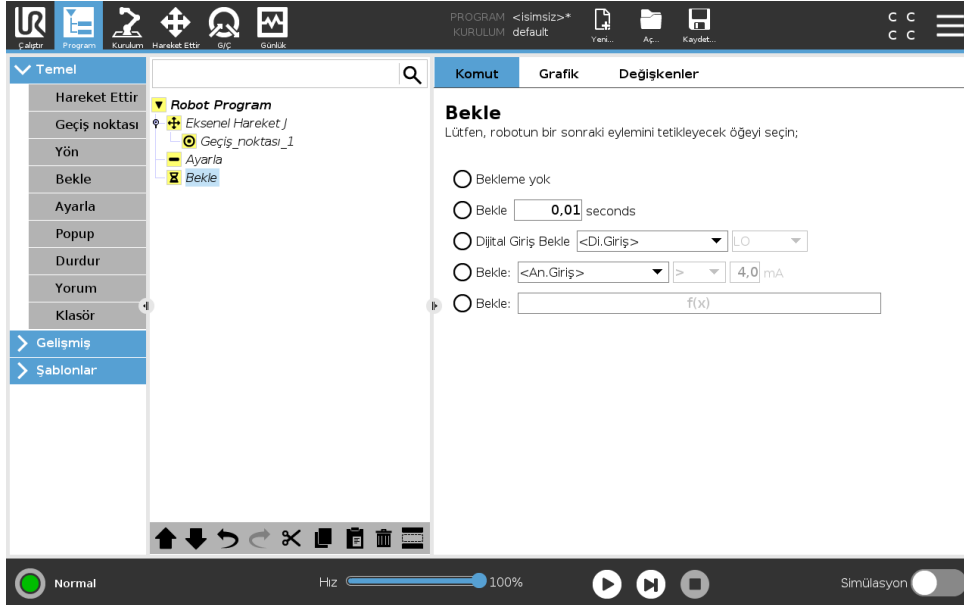 PROGRAM <isimsiz>*
KURULUM default
C C
C C
Çalıştır Program Kurulum Hareket Ettir G/Ç Günlük
Yeni... Aç... Kaydet...
Temel
Hareket Ettir
Geçiş noktası
Yön
Bekle
Ayarla
Popup
Durdur
Yorum
Klasör
Gelişmiş
Şablonlar
Robot Program
Eksenel Hareket J
Geçiş_noktası_1
Ayarla
Bekle
Komut Grafik Değişkenler
Bekle
Lütfen, robotun bir sonraki eylemini tetikleyecek öğeyi seçin;
Bekleme yok
Bekle 0,01 seconds
Dijital Giriş Bekle <Di.Giriş> LO
Bekle: <An.Giriş> > 4,0 mA
Bekle: f(x)
Normal Hız 100% Simülasyon